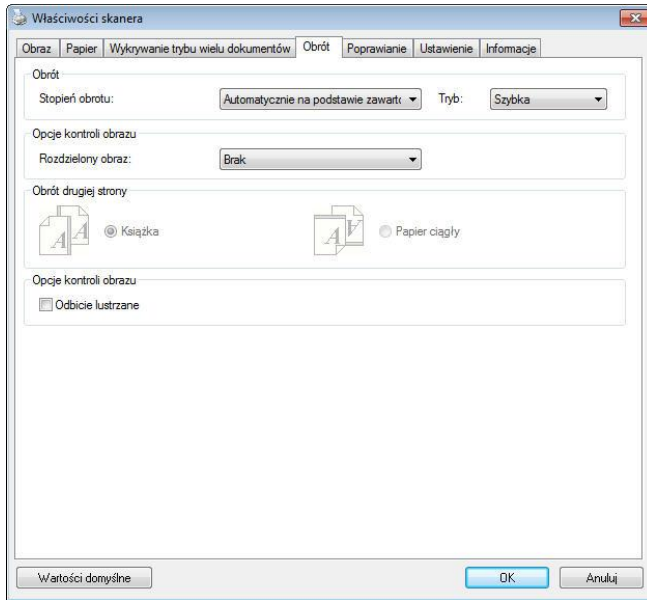 Właściwości skanera
Obraz Papier Wykrywanie trybu wielu dokumentów Obrót Poprawianie Ustawienie Informacje
Obrót
Stopień obrotu: Automatycznie na podstawie zawarto Tryb: Szybka
Opcje kontroli obrazu
Rozdzielony obraz: Brak
Obrót drugiej strony
A A Książka A A Papier ciągły
Opcje kontroli obrazu
Odbicie lustrzane
Wartości domyślne OK Anuluj